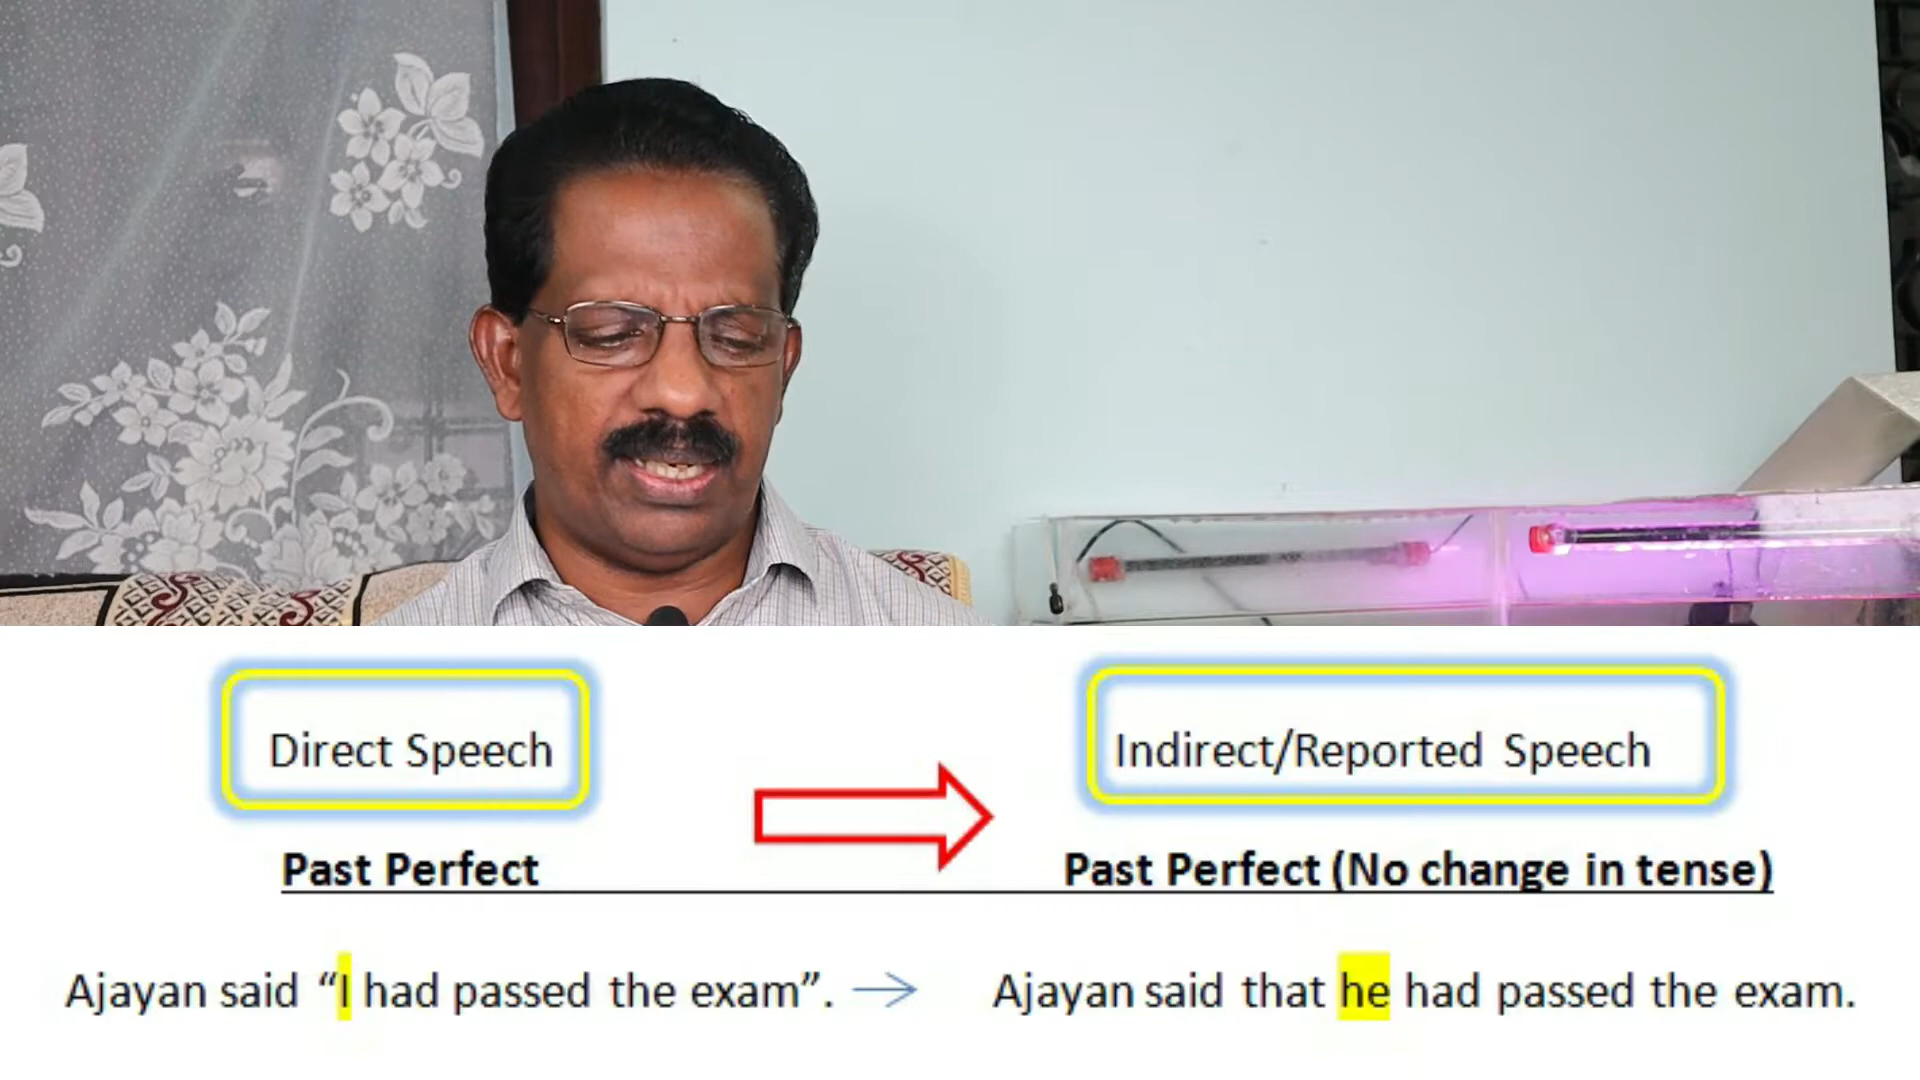 Direct Speech
Indirect/Reported Speech
Past Perfect
Past Perfect (No change in tense)
Ajayan said “I had passed the exam”. → Ajayan said that he had passed the exam.